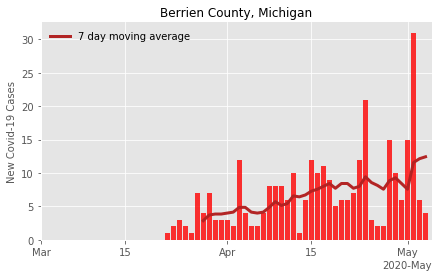 Berrien County, Michigan
7 day moving average
New Covid-19 Cases
30
25
20
15
10
5
0
Mar
15
Apr
15
May
2020-May